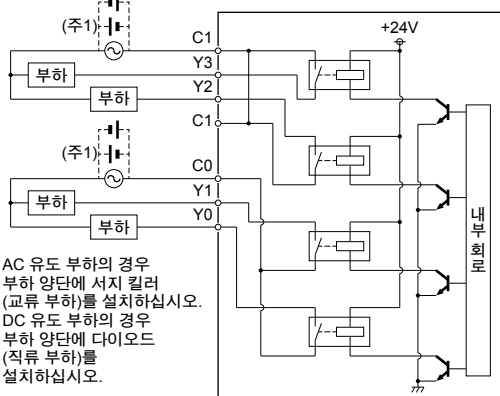 (주1)
C1
+24V
Y3
부하
Y2
부하
C1
(주1)
C0
Y1
부하
Y0
부하
내부회로
AC 유도 부하의 경우
부하 양단에 서지 킬러
(교류 부하)를 설치하십시오.
DC 유도 부하의 경우
부하 양단에 다이오드
(직류 부하)를
설치하십시오.